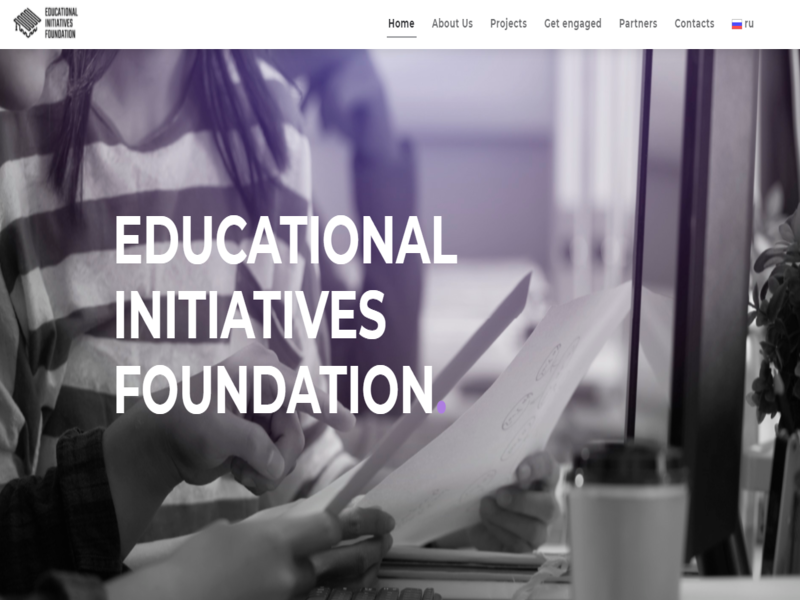 EDUCATIONAL
INITIATIVES
FOUNDATION
Home About Us Projects Get engaged Partners Contacts ru
EDUCATIONAL
INITIATIVES
FOUNDATION.